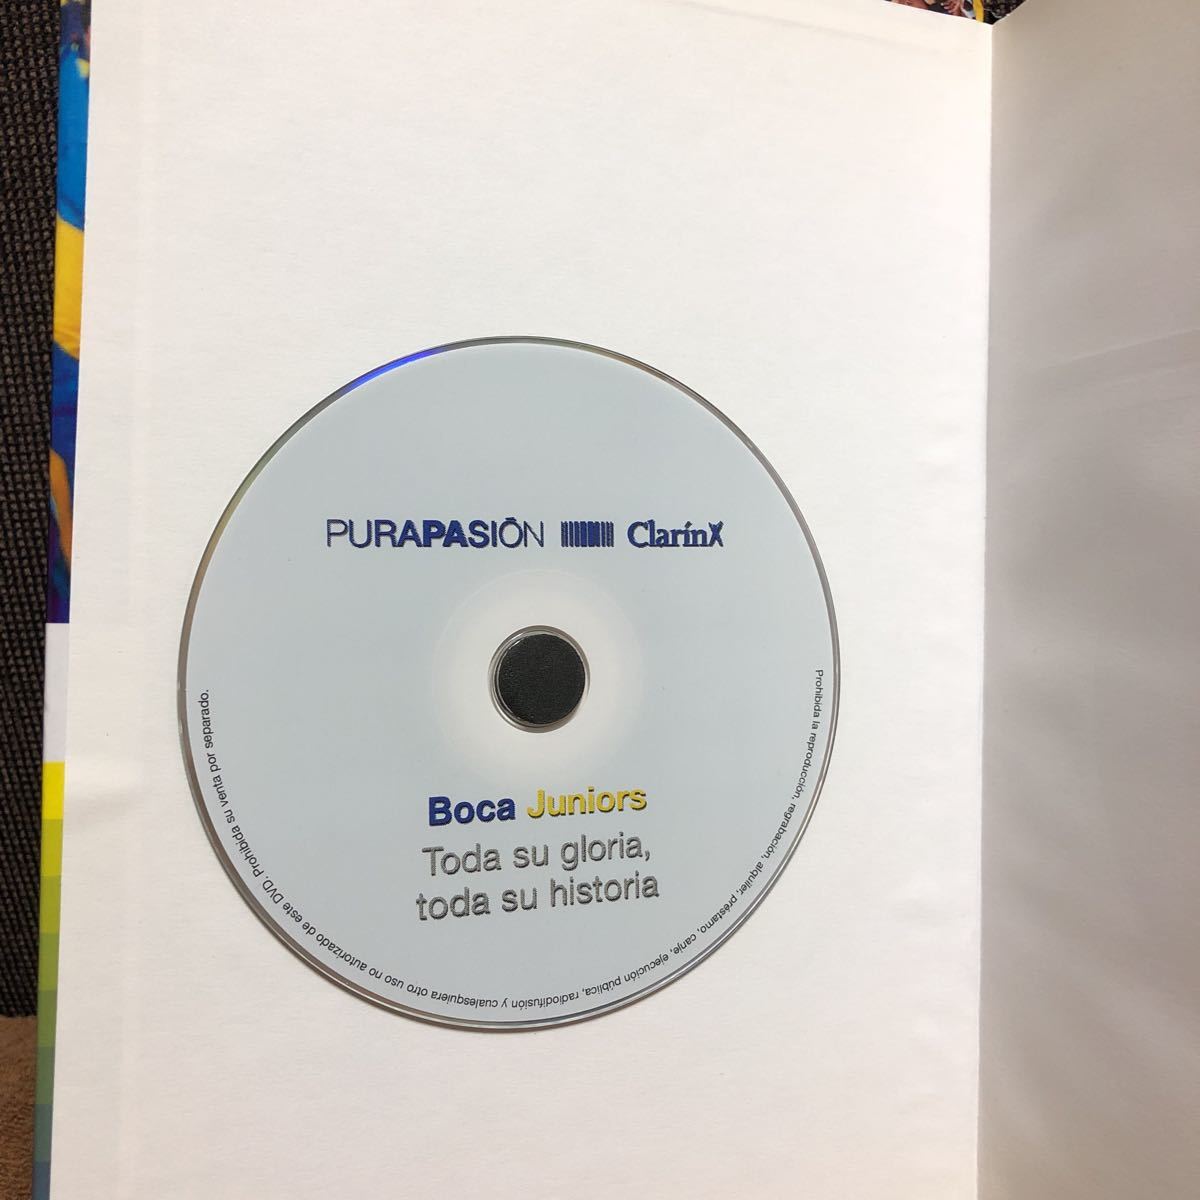 PURAPASIÓN Clarín
Boca Juniors
Toda su gloria,
toda su historia
Prohibida la reproducción, regrabación, alquiler, préstamo, canje, ejecución pública, radiodifusión y cualesquiera otro uso no autorizado de este DVD. Prohibida su venta por separado.